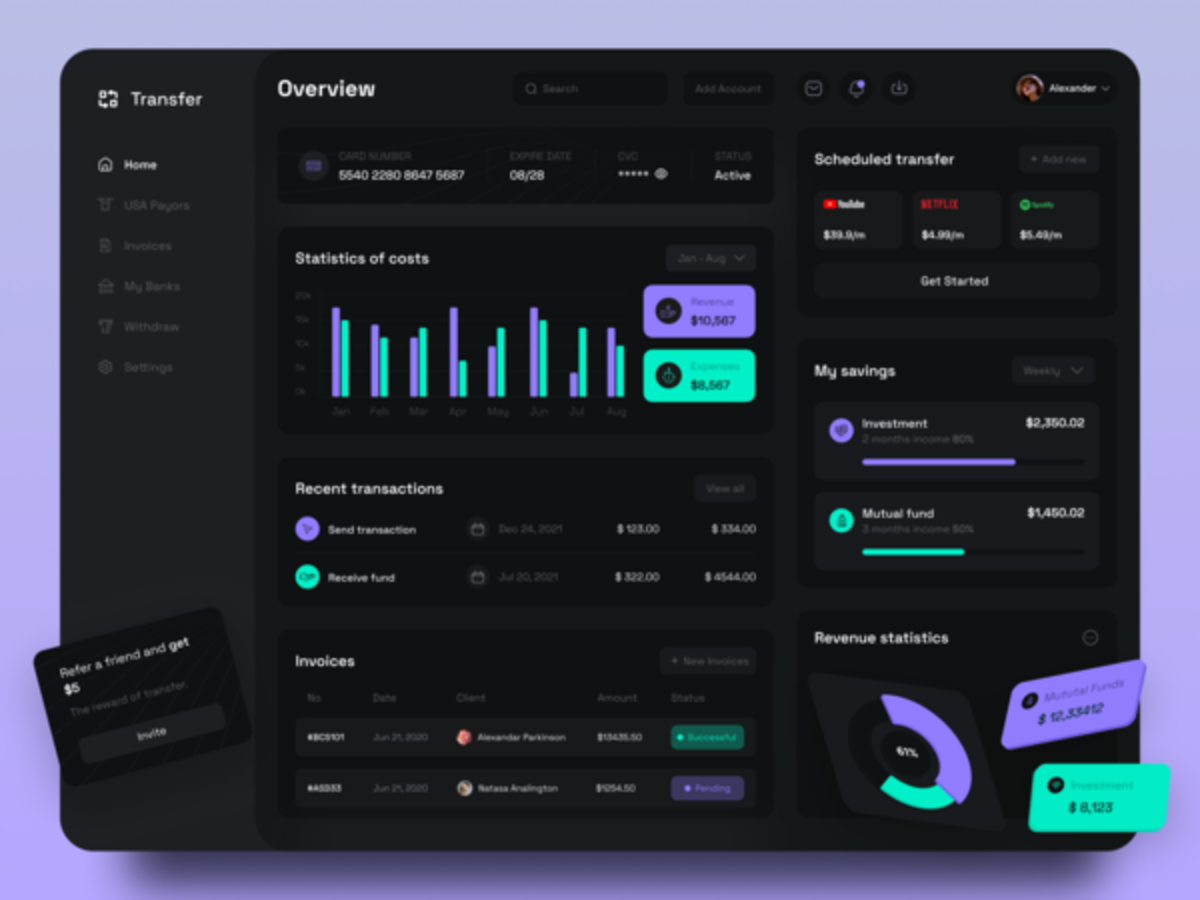 Transfer
Home
USA Payors
Invoices
My Banks
Withdraw
Settings
Refer a friend and get
$5
The reward of transfer.
Invite
Overview
Search
Add Account
Alexander
CARD NUMBER
5540 2280 8647 5687
EXPIRE DATE
08/28
CVC
*****
STATUS
Active
Statistics of costs
Jan - Aug
20k
15k
10k
5k
0k
Jan Feb Mar Apr May Jun Jul Aug
Revenue
$10,567
Expenses
$8,567
Recent transactions
View all
Send transaction Dec 24, 2021 $ 123.00 $ 334.00
Receive fund Jul 20, 2021 $ 322.00 $ 4544.00
Invoices
+ New Invoices
No Date Client Amount Status
Jun 21, 2020 Alexandar Parkinson $13435.50 Successful
Jun 21, 2020 Natasa Analington $1254.50 Pending
Scheduled transfer
+ Add new
YouTube
$39.9/m
NETFLIX
$4.99/m
Spotify
$5.49/m
Get Started
My savings
Weekly
Investment $2,350.02
2 months income 80%
Mutual fund $1,450.02
3 months income 50%
Revenue statistics
61%
Mututal Funds
$ 12,33412
Investment
$ 8,123